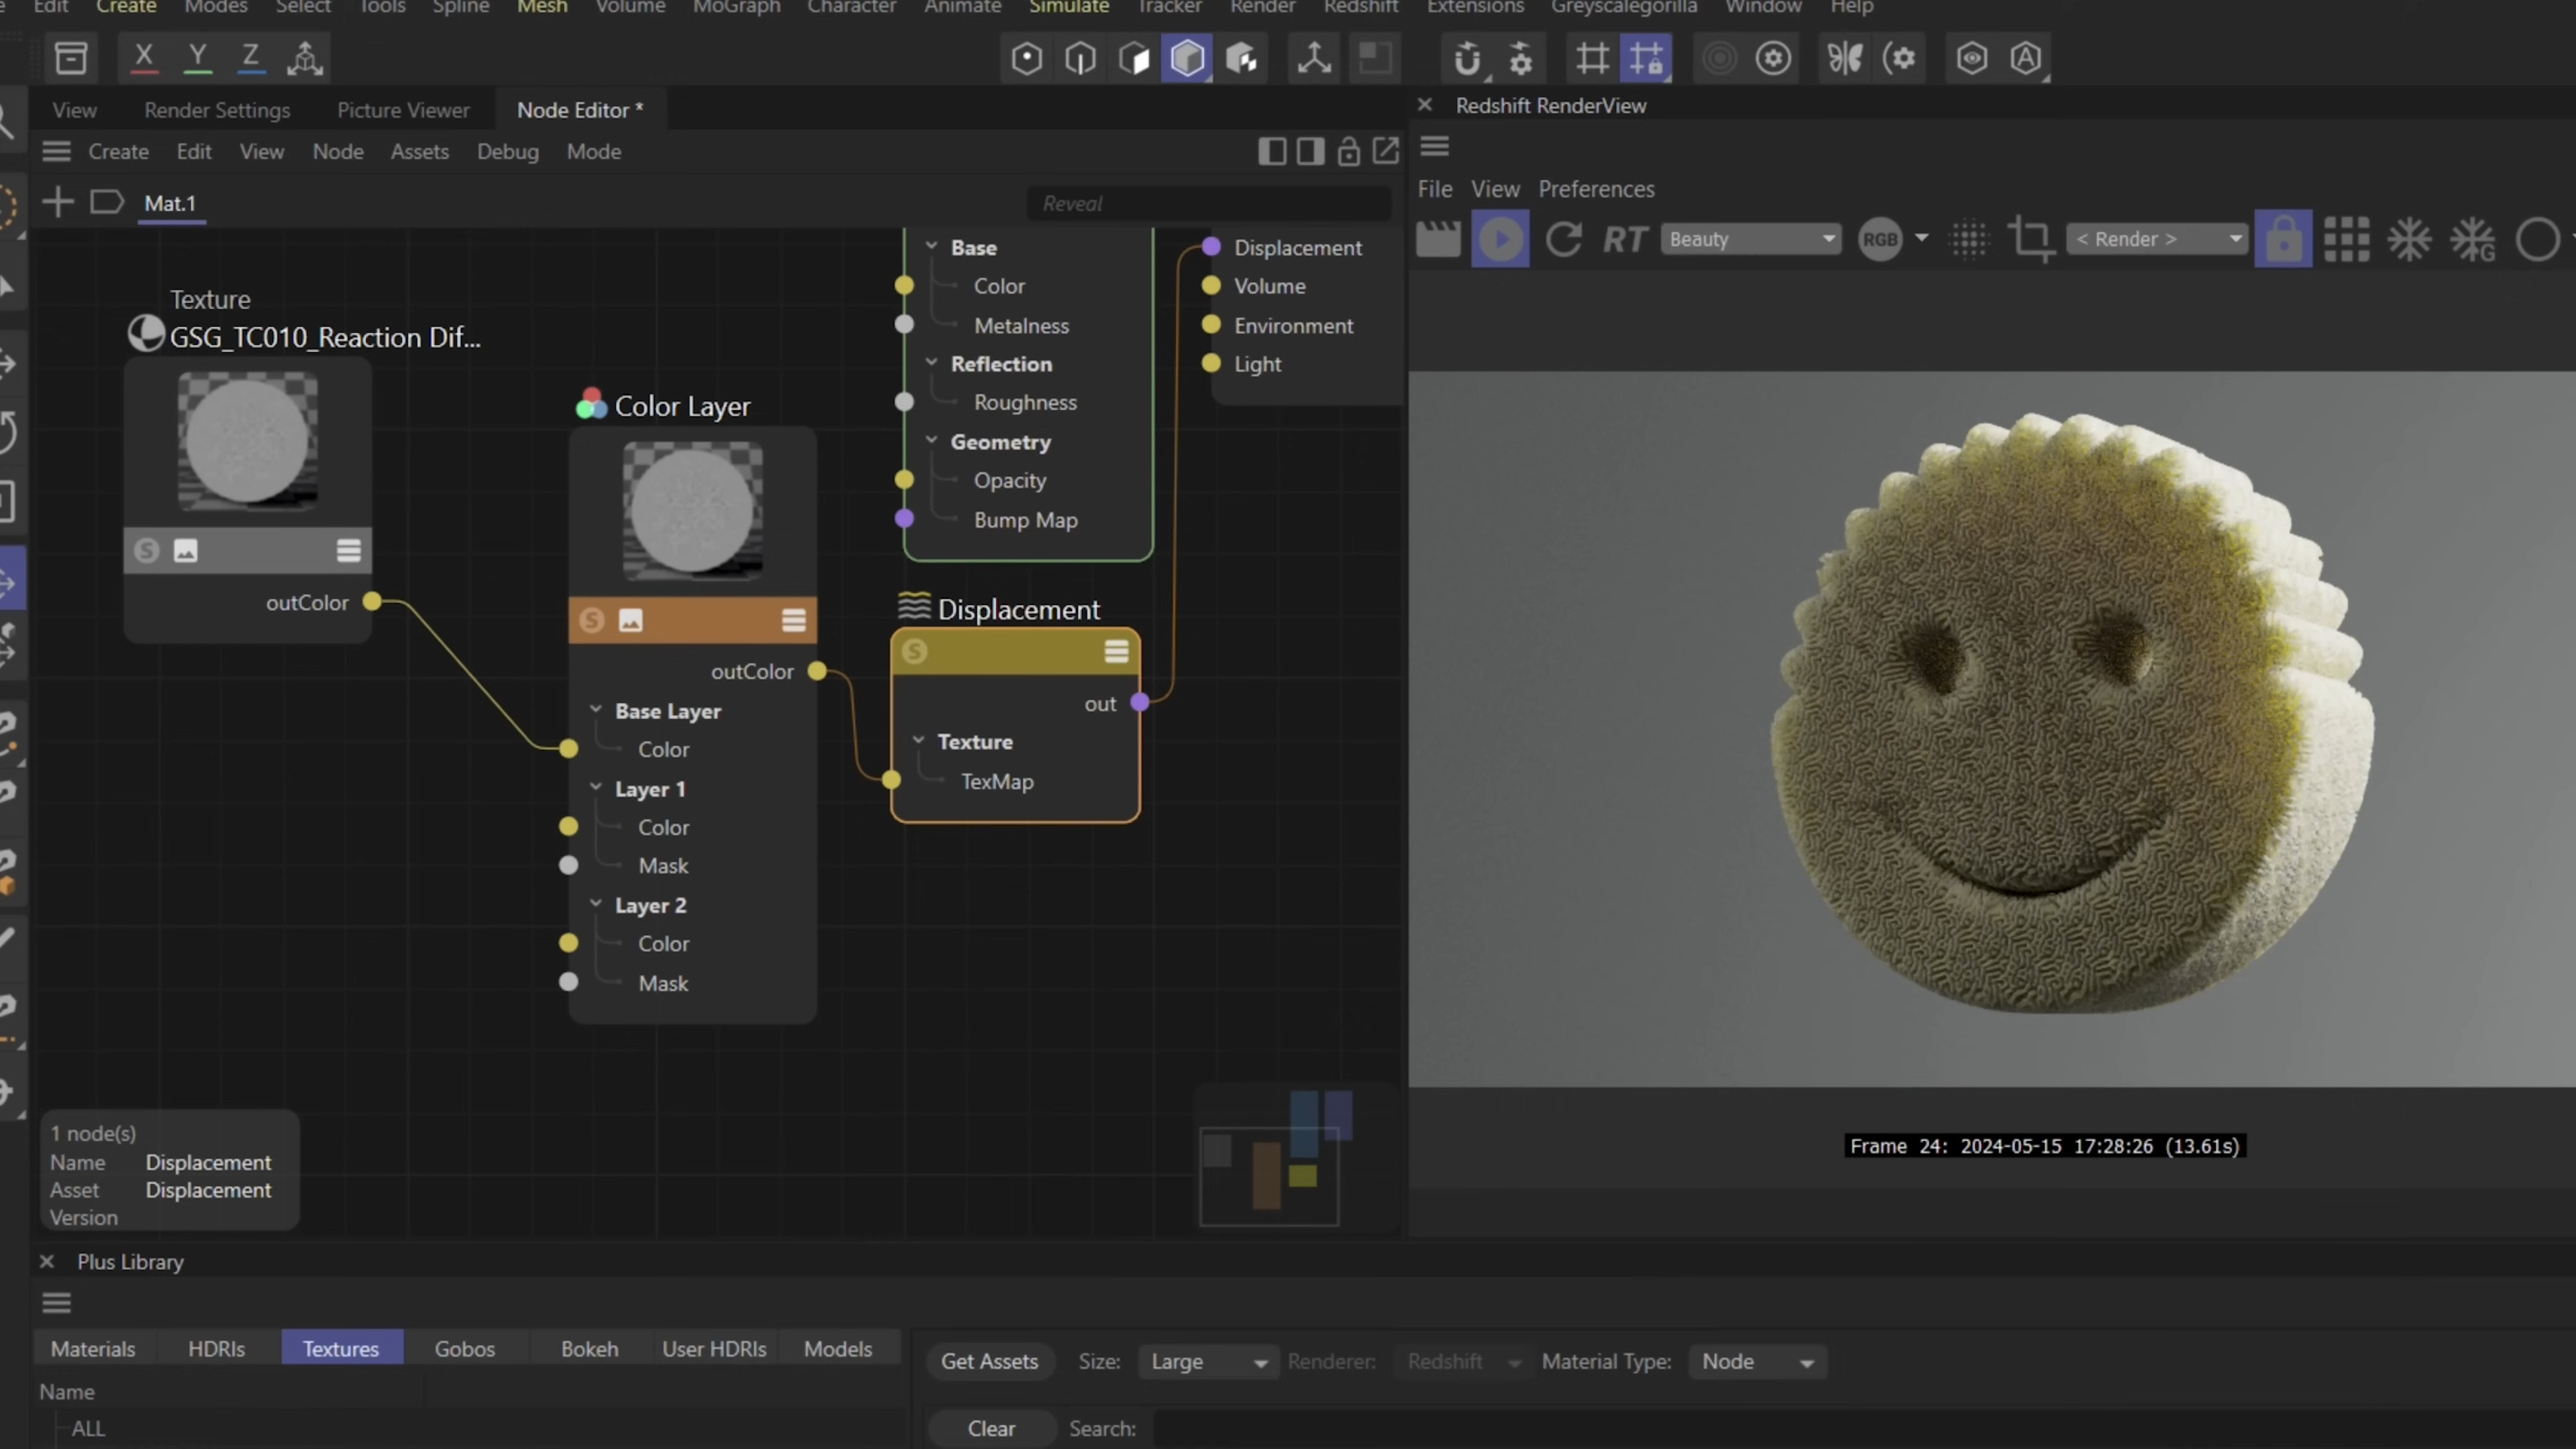 Edit Create Modes Select Tools Spline Mesh Volume MoGraph Character Animate Simulate Tracker Render Redshift Extensions Greyscalegorilla Window Help
X Y Z
View Render Settings Picture Viewer Node Editor *
Create Edit View Node Assets Debug Mode
Mat.1 Reveal
Texture
GSG_TC010_Reaction Dif...
S
outColor
Color Layer
S
outColor
Base Layer
Color
Layer 1
Color
Mask
Layer 2
Color
Mask
Base
Color
Metalness
Reflection
Roughness
Geometry
Opacity
Bump Map
Displacement
Volume
Environment
Light
Displacement
S
out
Texture
TexMap
1 node(s)
Name Displacement
Asset Displacement
Version
Redshift RenderView
File View Preferences
RT Beauty RGB < Render > G
Frame 24: 2024-05-15 17:28:26 (13.61s)
Plus Library
Materials HDRIs Textures Gobos Bokeh User HDRIs Models
Name
ALL
Get Assets Size: Large Renderer: Redshift Material Type: Node
Clear Search: